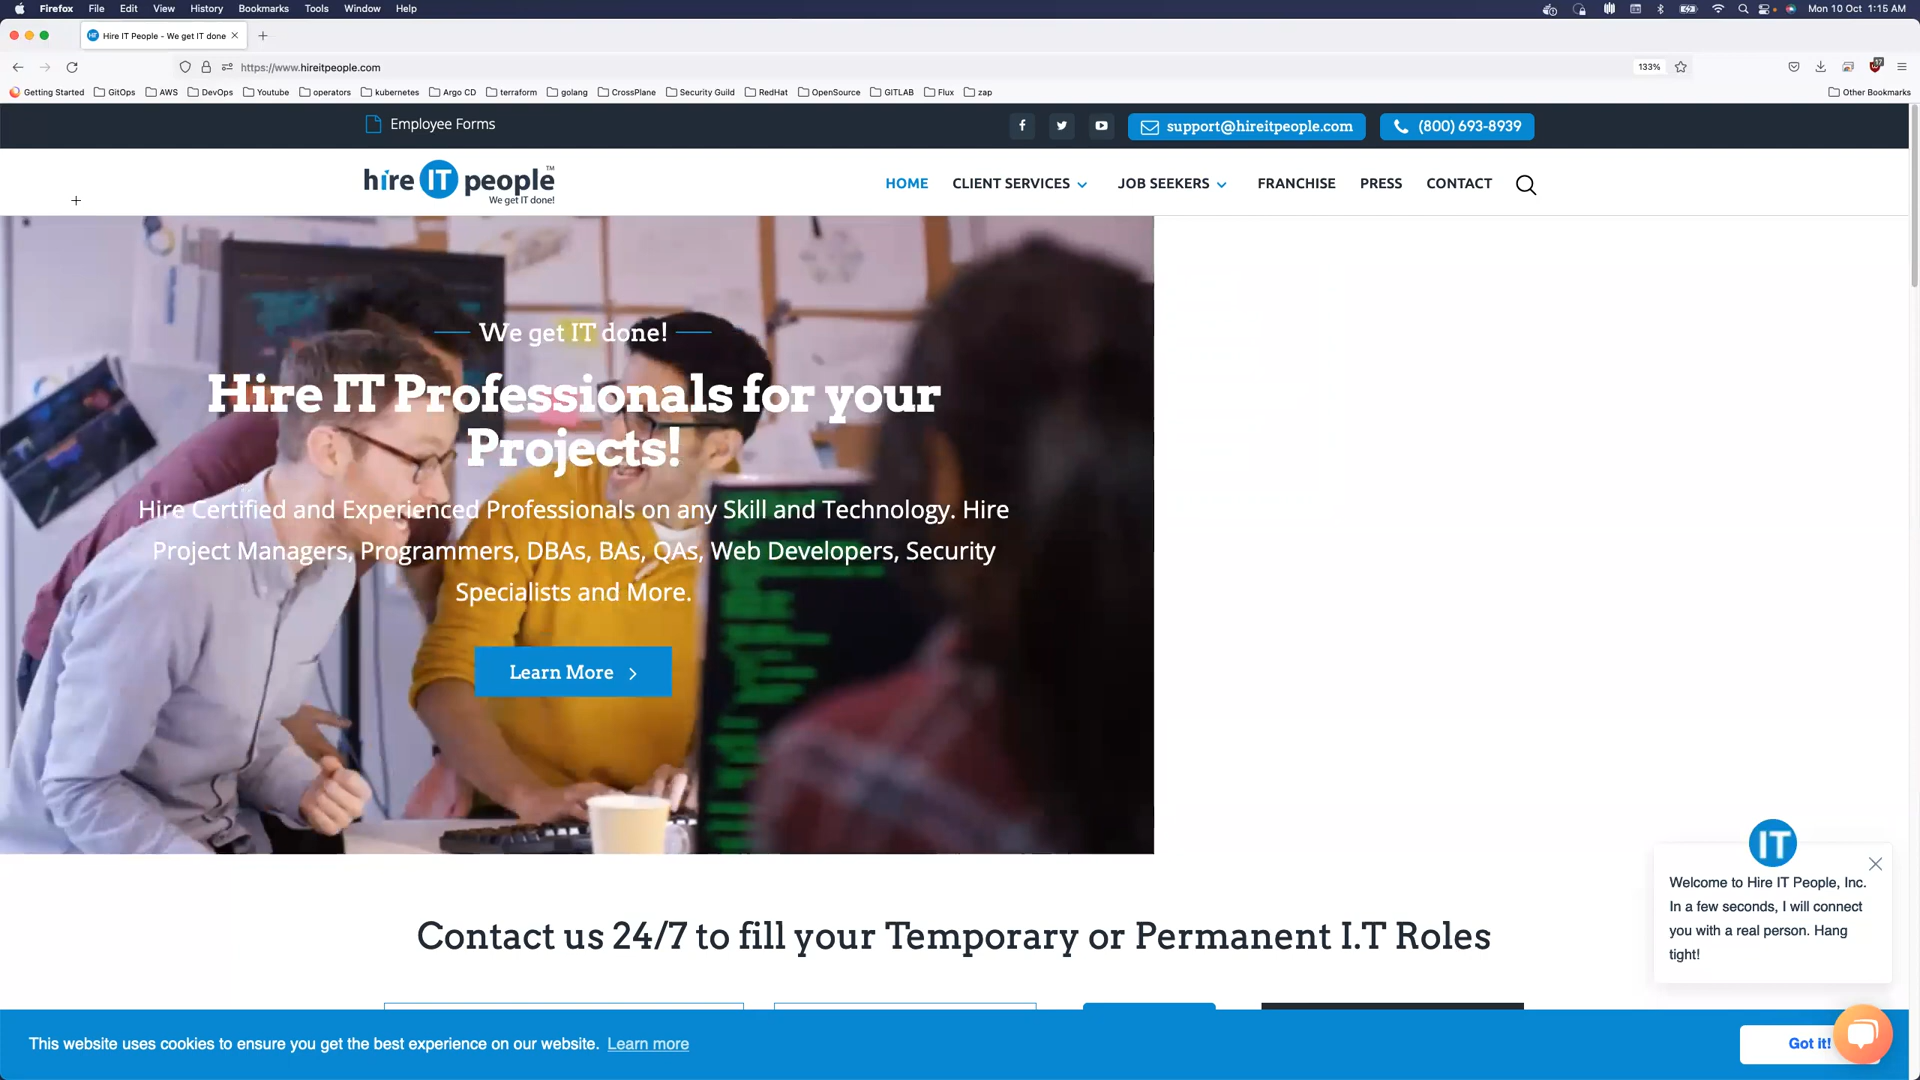 Firefox File Edit View History Bookmarks Tools Window Help
Mon 10 Oct 1:15 AM
Hire IT People - We get IT done
https://www.hireitpeople.com
133%
17
Getting Started GitOps AWS DevOps Youtube operators kubernetes Argo CD terraform golang CrossPlane Security Guild RedHat OpenSource GITLAB Flux zap Other Bookmarks
Employee Forms
support@hireitpeople.com (800) 693-8939
hire IT people™
We get IT done!
HOME CLIENT SERVICES JOB SEEKERS FRANCHISE PRESS CONTACT
We get IT done!
Hire IT Professionals for your
Projects!
Hire Certified and Experienced Professionals on any Skill and Technology. Hire
Project Managers, Programmers, DBAs, BAs, QAs, Web Developers, Security
Specialists and More.
Learn More
IT
Welcome to Hire IT People, Inc.
In a few seconds, I will connect
you with a real person. Hang
tight!
Contact us 24/7 to fill your Temporary or Permanent I.T Roles
This website uses cookies to ensure you get the best experience on our website. Learn more
Got it!